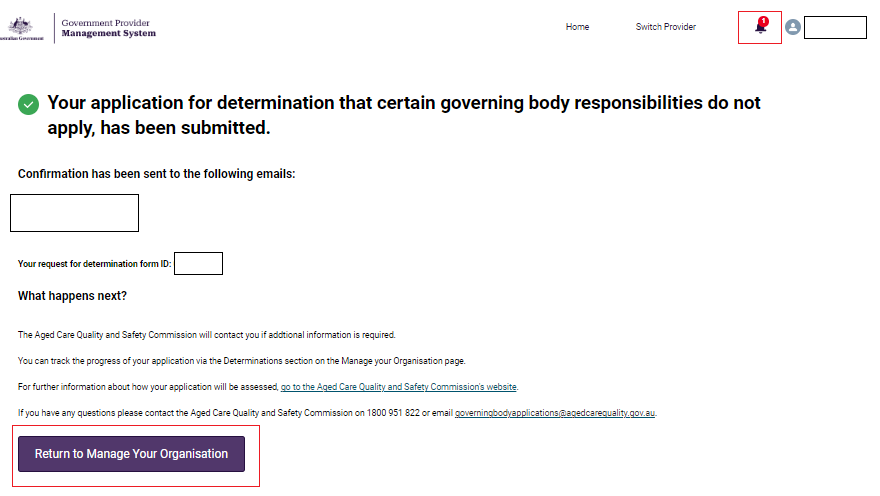 Government Provider
Management System
Australian Government
Home
Switch Provider
1
Your application for determination that certain governing body responsibilities do not
apply, has been submitted.
Confirmation has been sent to the following emails:
Your request for determination form ID:
What happens next?
The Aged Care Quality and Safety Commission will contact you if addtional information is required.
You can track the progress of your application via the Determinations section on the Manage your Organisation page.
For further information about how your application will be assessed, go to the Aged Care Quality and Safety Commission's website.
If you have any questions please contact the Aged Care Quality and Safety Commission on 1800 951 822 or email governingbodyapplications@agedcarequality.gov.au.
Return to Manage Your Organisation